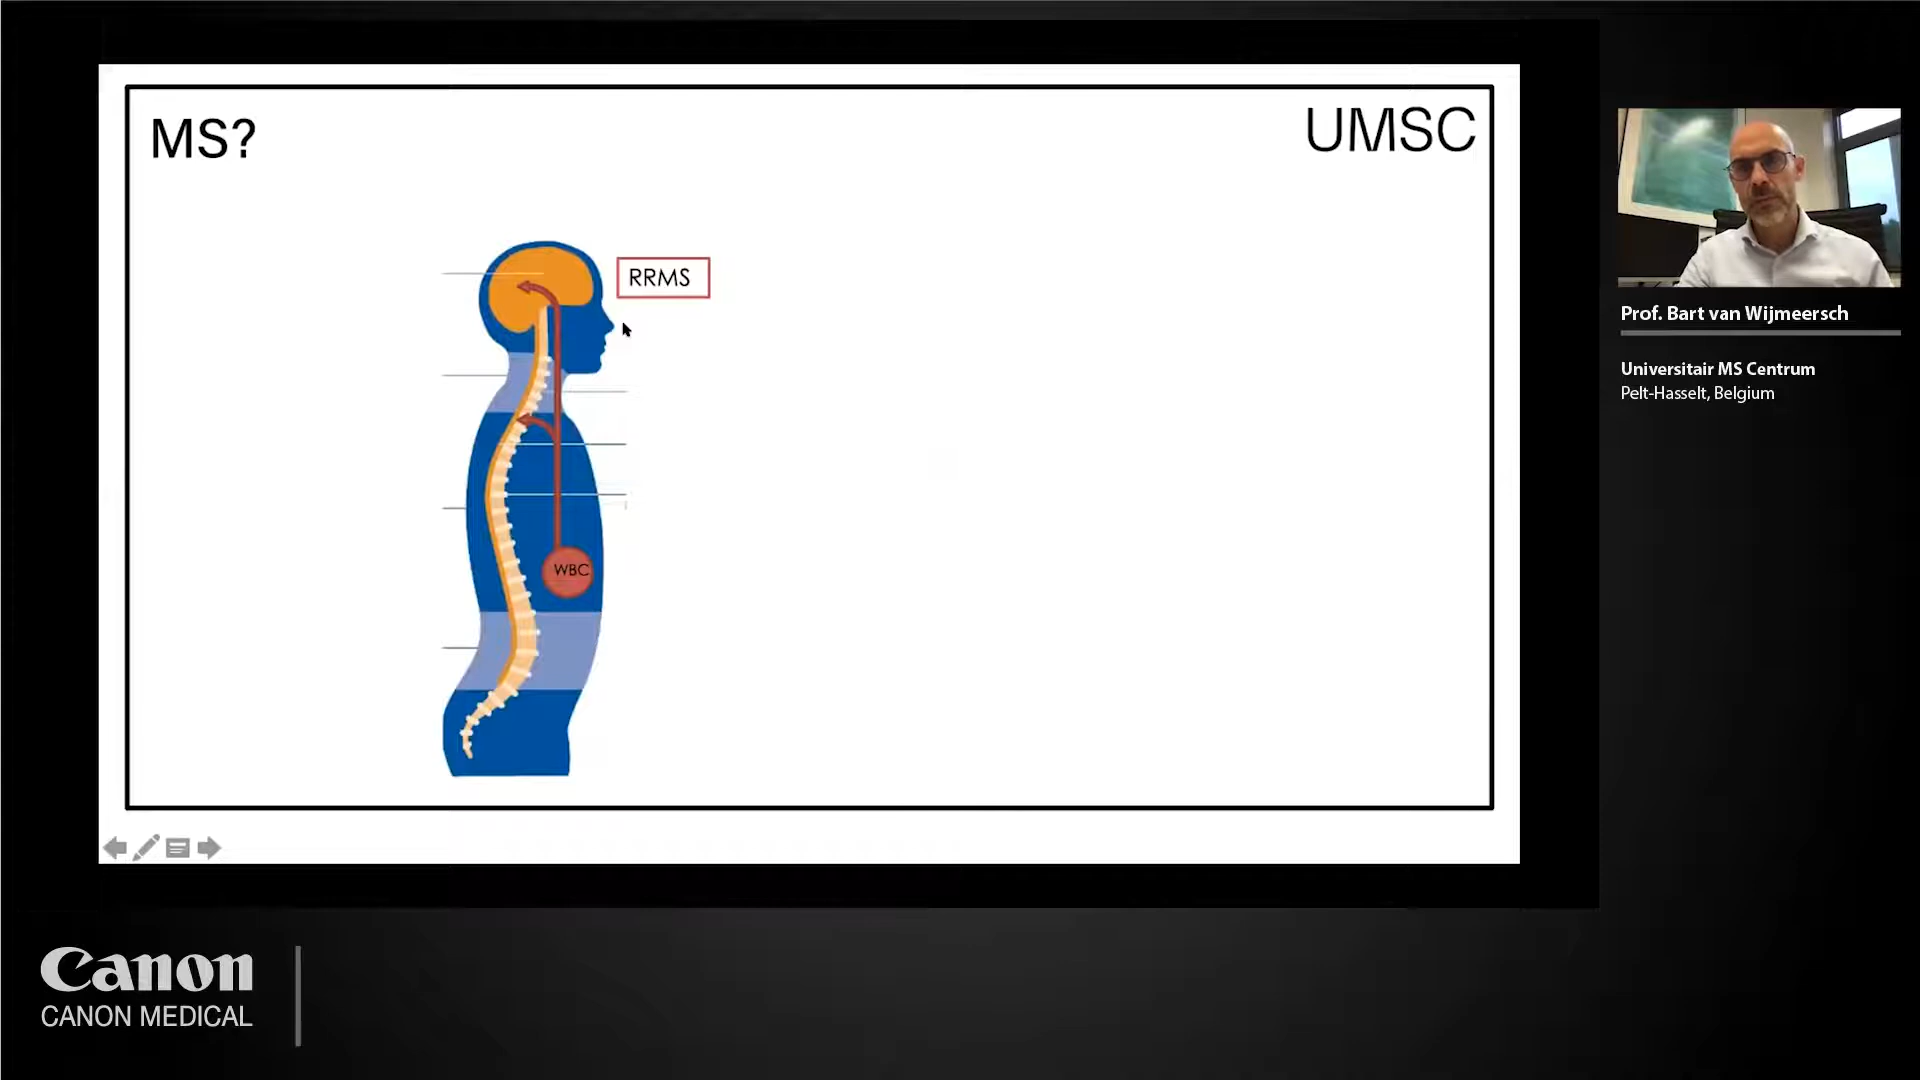 MS?
UMSC
RRMS
WBC
Prof. Bart van Wijmeersch
Universitair MS Centrum
Pelt-Hasselt, Belgium
Canon
CANON MEDICAL